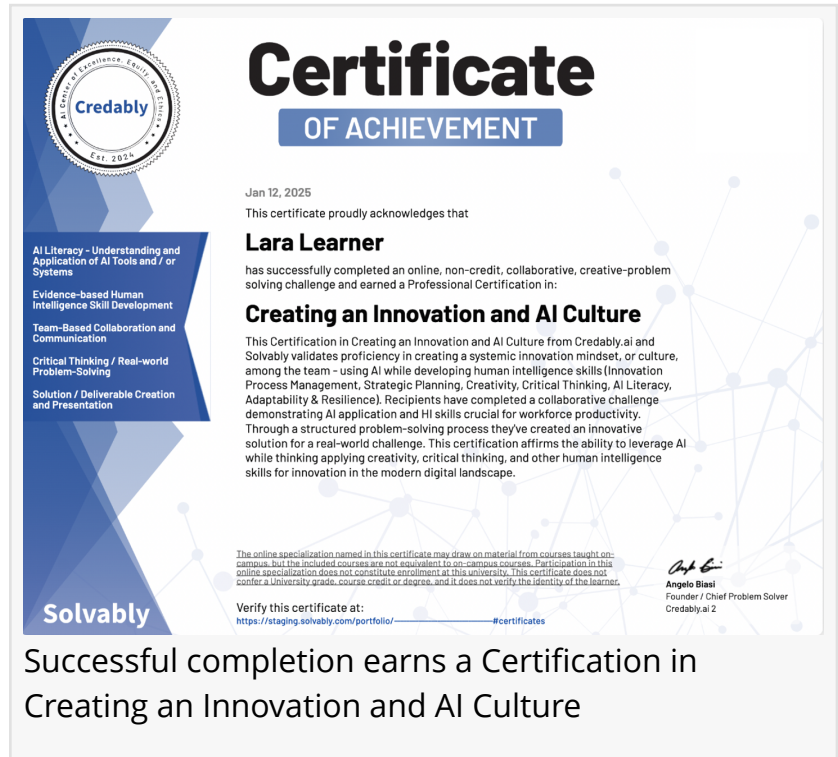 AI Center of Excellence, Equity, and Ethics
Credably
Est. 2024
Certificate
OF ACHIEVEMENT
Jan 12, 2025
This certificate proudly acknowledges that
Lara Learner
has successfully completed an online, non-credit, collaborative, creative-problem
solving challenge and earned a Professional Certification in:
Creating an Innovation and AI Culture
This Certification in Creating an Innovation and AI Culture from Credably.ai and
Solvably validates proficiency in creating a systemic innovation mindset, or culture,
among the team - using AI while developing human intelligence skills (Innovation
Process Management, Strategic Planning, Creativity, Critical Thinking, AI Literacy,
Adaptability & Resilience). Recipients have completed a collaborative challenge
demonstrating AI application and HI skills crucial for workforce productivity.
Through a structured problem-solving process they've created an innovative
solution for a real-world challenge. This certification affirms the ability to leverage AI
while thinking applying creativity, critical thinking, and other human intelligence
skills for innovation in the modern digital landscape.
AI Literacy - Understanding and
Application of AI Tools and / or
Systems
Evidence-based Human
Intelligence Skill Development
Team-Based Collaboration and
Communication
Critical Thinking / Real-world
Problem-Solving
Solution / Deliverable Creation
and Presentation
The online specialization named in this certificate may draw on material from courses taught on-
campus, but the included courses are not equivalent to on-campus courses. Participation in this
online specialization does not constitute enrollment at this university. This certificate does not
confer a University grade, course credit or degree, and it does not verify the identity of the learner.
Angelo Biasi
Founder / Chief Problem Solver
Credably.ai 2
Solvably
Verify this certificate at:
https://staging.solvably.com/portfolio/————————#certificates
Successful completion earns a Certification in
Creating an Innovation and AI Culture